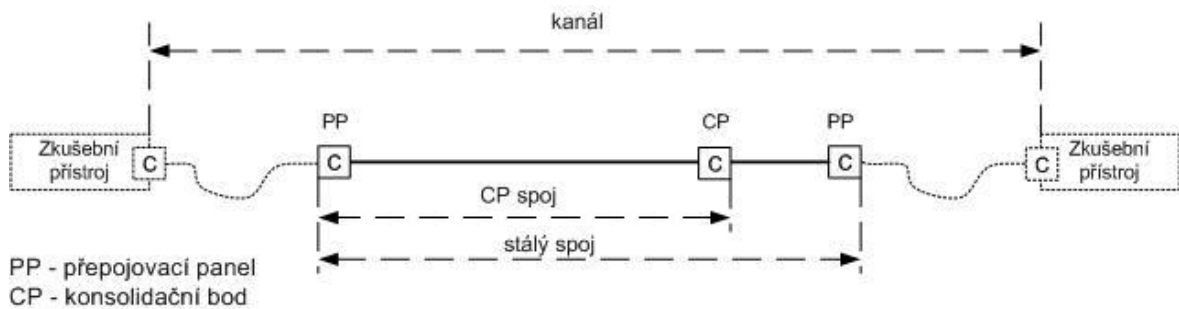 kanál
PP CP PP
Zkušební
přístroj
C C C C C
Zkušební
přístroj
CP spoj
stálý spoj
PP - přepojovací panel
CP - konsolidační bod